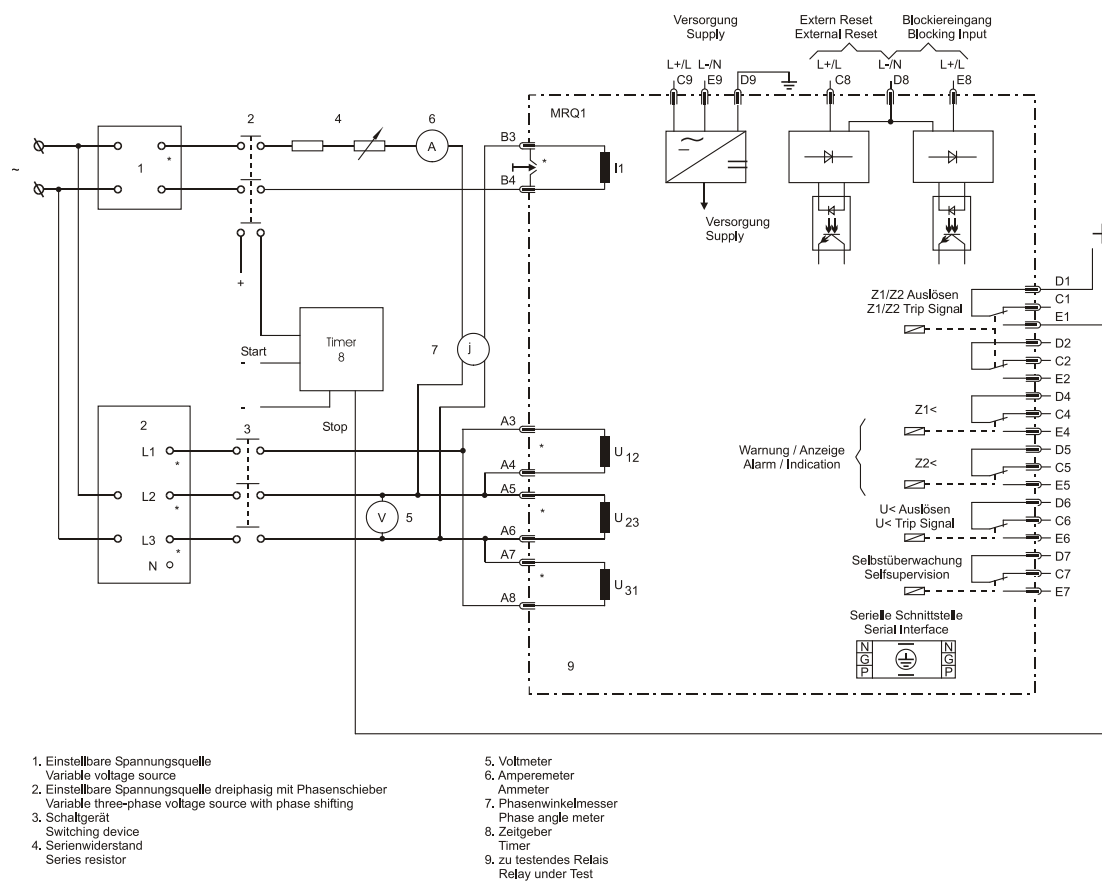 Versorgung
Supply
Extern Reset
External Reset
Blockiereingang
Blocking Input
L+/L
L-/N
L+/L
L-/N
L+/L
C9
E9
D9
C8
D8
E8
MRQ1
2
4
6
B3
*
*
A
~
1
I1
B4
Versorgung
Supply
+
D1
Z1/Z2 Auslösen
Z1/Z2 Trip Signal
C1
E1
Start
-
Timer
8
7
j
D2
C2
E2
-
Stop
2
3
A3
D4
Z1<
C4
E4
L1
*
*
U12
Warnung / Anzeige
Alarm / Indication
A4
D5
Z2<
C5
E5
L2
*
A5
*
V
5
U23
D6
U< Auslösen
U< Trip Signal
C6
E6
L3
*
A6
N
A7
*
U31
D7
Selbstüberwachung
Selfsupervision
C7
E7
A8
Serielle Schnittstelle
Serial Interface
N
G
P
N
G
P
9
1. Einstellbare Spannungsquelle
Variable voltage source
2. Einstellbare Spannungsquelle dreiphasig mit Phasenschieber
Variable three-phase voltage source with phase shifting
3. Schaltgerät
Switching device
4. Serienwiderstand
Series resistor
5. Voltmeter
6. Amperemeter
Ammeter
7. Phasenwinkelmesser
Phase angle meter
8. Zeitgeber
Timer
9. zu testendes Relais
Relay under Test